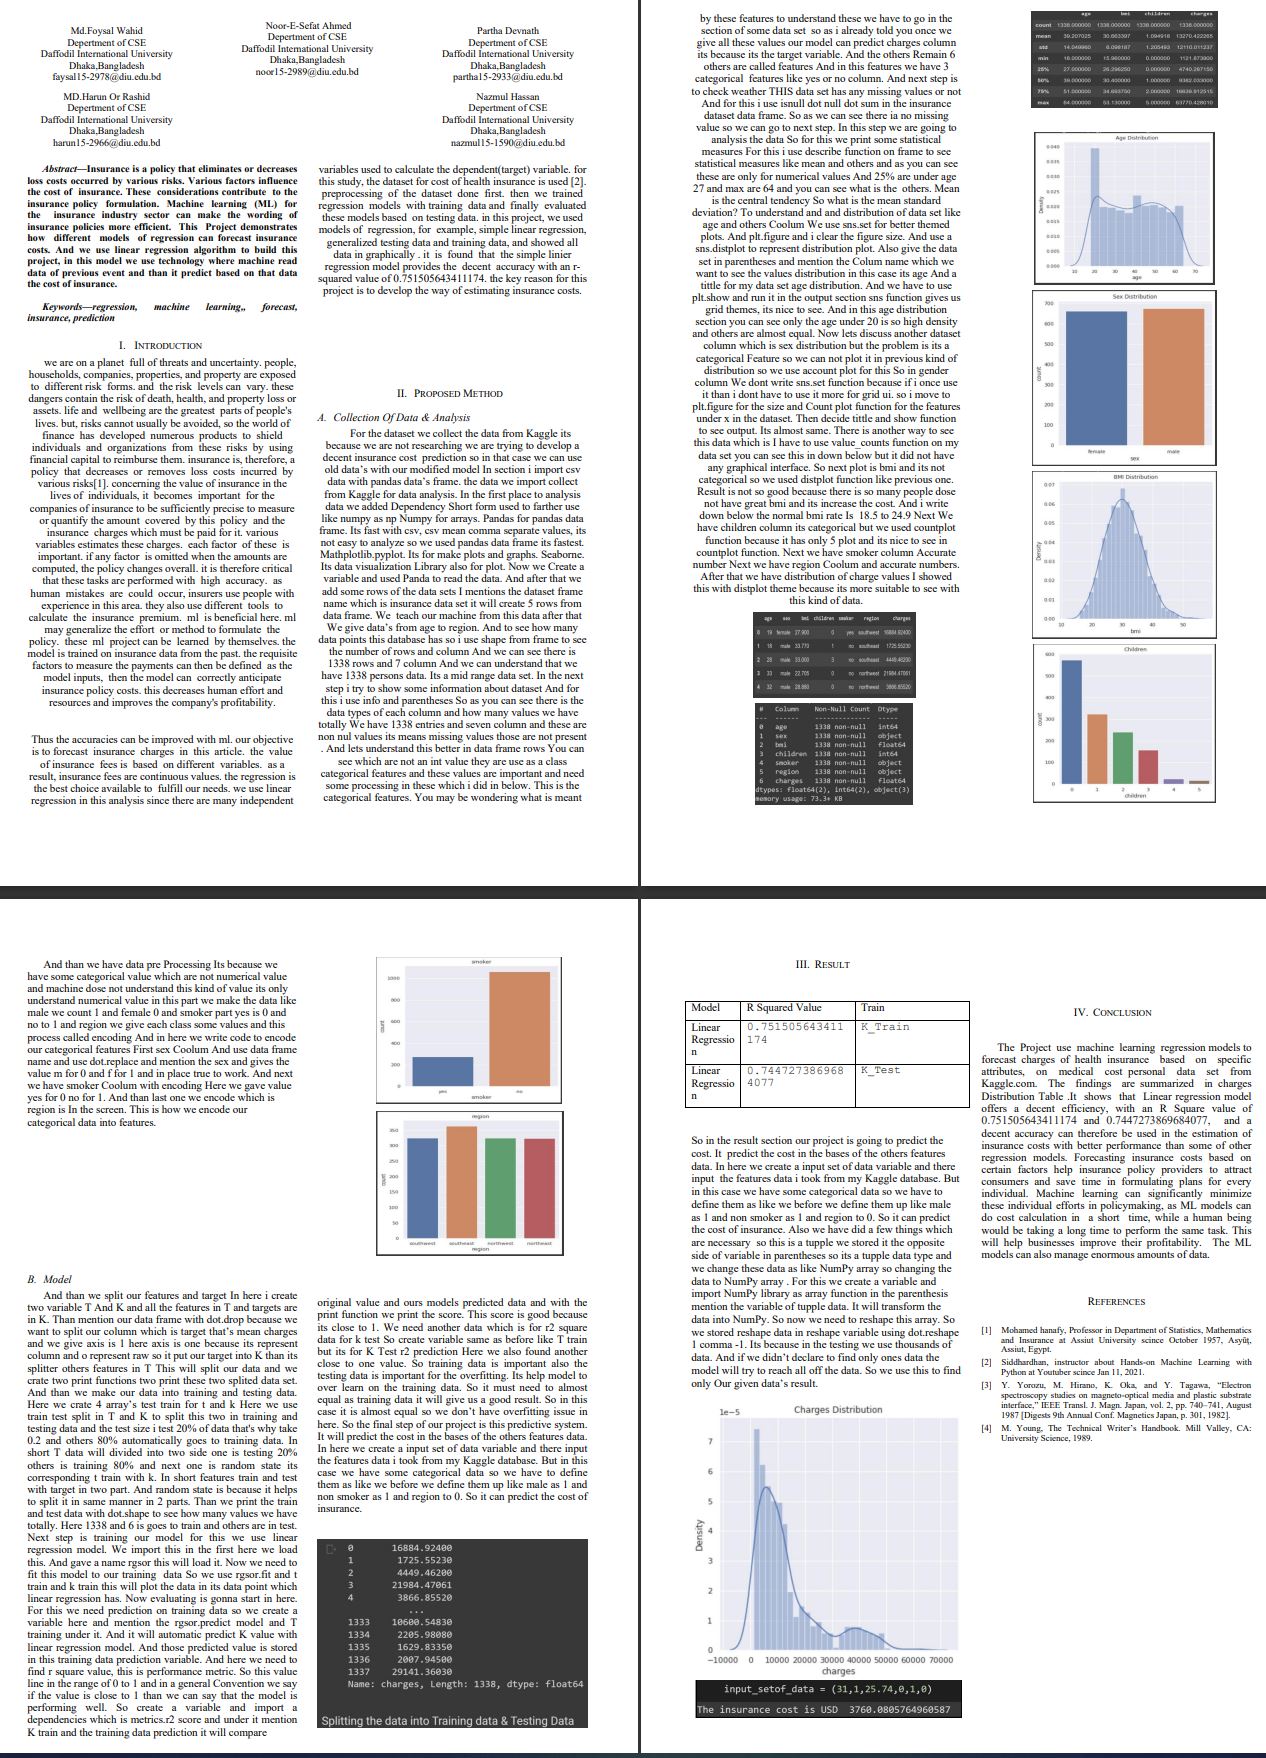 Md.Foysal Wahid
Depertment of CSE
Daffodil International University
Dhaka,Bangladesh
faysal15-2978@diu.edu.bd
Noor-E-Sefat Ahmed
Department of CSE
Daffodil International University
Dhaka,Bangladesh
noor15-2989@diu.edu.bd
Partha Devnath
Department of CSE
Daffodil International University
Dhaka,Bangladesh
partha15-2933@diu.edu.bd
MD.Harun Or Rashid
Department of CSE
Daffodil International University
Dhaka,Bangladesh
harun15-2966@diu.edu.bd
Nazmul Hassan
Department of CSE
Daffodil International University
Dhaka,Bangladesh
nazmul15-1590@diu.edu.bd
Abstract—Insurance is a policy that eliminates or decreases
loss costs occurred by various risks. Various factors influence
the cost of insurance. These considerations contribute to the
insurance policy formulation. Machine learning (ML) for
the insurance industry sector can make the wording of
insurance policies more efficient. This Project demonstrates
how different models of regression can forecast insurance
costs. And we use linear regression algorithm to build this
project, in this model we use technology where machine read
data of previous event and than it predict based on that data
the cost of insurance.
Keywords—regression, machine learning,, forecast,
insurance, prediction
I. INTRODUCTION
we are on a planet full of threats and uncertainty. people,
households, companies, properties, and property are exposed
to different risk forms. and the risk levels can vary. these
dangers contain the risk of death, health, and property loss or
assets. life and wellbeing are the greatest parts of people's
lives. but, risks cannot usually be avoided, so the world of
finance has developed numerous products to shield
individuals and organizations from these risks by using
financial capital to reimburse them. insurance is, therefore, a
policy that decreases or removes loss costs incurred by
various risks[1]. concerning the value of insurance in the
lives of individuals, it becomes important for the
companies of insurance to be sufficiently precise to measure
or quantify the amount covered by this policy and the
insurance charges which must be paid for it. various
variables estimates these charges. each factor of these is
important. if any factor is omitted when the amounts are
computed, the policy changes overall. it is therefore critical
that these tasks are performed with high accuracy. as
human mistakes are could occur, insurers use people with
experience in this area. they also use different tools to
calculate the insurance premium. ml is beneficial here. ml
may generalize the effort or method to formulate the
policy. these ml project can be learned by themselves. the
model is trained on insurance data from the past. the requisite
factors to measure the payments can then be defined as the
model inputs, then the model can correctly anticipate
insurance policy costs. this decreases human effort and
resources and improves the company's profitability.
Thus the accuracies can be improved with ml. our objective
is to forecast insurance charges in this article. the value
of insurance fees is based on different variables. as a
result, insurance fees are continuous values. the regression is
the best choice available to fulfill our needs. we use linear
regression in this analysis since there are many independent
variables used to calculate the dependent(target) variable. for
this study, the dataset for cost of health insurance is used [2].
preprocessing of the dataset done first. then we trained
regression models with training data and finally evaluated
these models based on testing data. in this project, we used
models of regression, for example, simple linear regression,
generalized testing data and training data, and showed all
data in graphically . it is found that the simple linier
regression model provides the decent accuracy with an r-
squared value of 0.751505643411174. the key reason for this
project is to develop the way of estimating insurance costs.
II. PROPOSED METHOD
A. Collection Of Data & Analysis
For the dataset we collect the data from Kaggle its
because we are not researching we are trying to develop a
decent insurance cost prediction so in that case we can use
old data's with our modified model In section i import csv
data with pandas data's frame. the data we import collect
from Kaggle for data analysis. In the first place to analysis
data we added Dependency Short form used to farther use
like numpy as np Numpy for arrays. Pandas for pandas data
frame. Its fast with csv, csv mean comma separate values, its
not easy to analyze so we used pandas data frame its fastest.
Mathplotlib.pyplot. Its for make plots and graphs. Seaborne.
Its data visualization Library also for plot. Now we Create a
variable and used Panda to read the data. And after that we
add some rows of the data sets I mentions the dataset frame
name which is insurance data set it will create 5 rows from
data frame. We teach our machine from this data after that
We give data's from age to region. And to see how many
data points this database has so i use shape from frame to see
the number of rows and column And we can see there is
1338 rows and 7 column And we can understand that we
have 1338 persons data. Its a mid range data set. In the next
step i try to show some information about dataset And for
this i use info and parentheses So as you can see there is the
data types of each column and how many values we have
totally We have 1338 entries and seven column and these are
non nul values its means missing values those are not present
. And lets understand this better in data frame rows You can
see which are not an int value they are use as a class
categorical features and these values are important and need
some processing in these which i did in below. This is the
categorical features. You may be wondering what is meant
by these features to understand these we have to go in the
section of some data set so as i already told you once we
give all these values our model can predict charges column
its because its the target variable. And the others Remain 6
others are called features And in this features we have 3
categorical features like yes or no column. And next step is
to check weather THIS data set has any missing values or not
And for this i use isnull dot null dot sum in the insurance
dataset data frame. So as we can see there ia no missing
value so we can go to next step. In this step we are going to
analysis the data So for this we print some statistical
measures For this i use describe function on frame to see
statistical measures like mean and others and as you can see
these are only for numerical values And 25% are under age
27 and max are 64 and you can see what is the others. Mean
is the central tendency So what is the mean standard
deviation? To understand and and distribution of data set like
age and others Coolum We use sns.set for better themed
plots. And plt.figure and i clear the figure size. And use a
sns.distplot to represent distribution plot. Also give the data
set in parentheses and mention the Colum name which we
want to see the values distribution in this case its age And a
tittle for my data set age distribution. And we have to use
plt.show and run it in the output section sns function gives us
grid themes, its nice to see. And in this age distribution
section you can see only the age under 20 is so high density
and others are almost equal. Now lets discuss another dataset
column which is sex distribution but the problem is its a
categorical Feature so we can not plot it in previous kind of
distribution so we use account plot for this So in gender
column We dont write sns.set function because if i once use
it than i dont have to use it more for grid ui. so i move to
plt.figure for the size and Count plot function for the features
under x in the dataset. Then decide tittle and show function
to see output. Its almost same. There is another way to see
this data which is I have to use value_counts function on my
data set you can see this in down below but it did not have
any graphical interface. So next plot is bmi and its not
categorical so we used distplot function like previous one.
Result is not so good because there is so many people dose
not have great bmi and its increase the cost. And i write
down below the normal bmi rate Is 18.5 to 24.9 Next We
have children column its categorical but we used countplot
function because it has only 5 plot and its nice to see in
countplot function. Next we have smoker column Accurate
number Next we have region Coolum and accurate numbers.
After that we have distribution of charge values I showed
this with distplot theme because its more suitable to see with
this kind of data.
age sex bmi children smoker region charges
0 19 female 27.900 0 yes southwest 16884.92400
1 18 male 33.770 1 no southeast 1725.55230
2 28 male 33.000 3 no southeast 4449.46200
3 33 male 22.705 0 no northwest 21984.47061
4 32 male 28.880 0 no northwest 3866.85520
# Column Non-Null Count Dtype
--- ------ -------------- -----
0 age 1338 non-null int64
1 sex 1338 non-null object
2 bmi 1338 non-null float64
3 children 1338 non-null int64
4 smoker 1338 non-null object
5 region 1338 non-null object
6 charges 1338 non-null float64
dtypes: float64(2), int64(2), object(3)
memory usage: 73.3+ KB
age bmi children charges
count 1338.000000 1338.000000 1338.000000 1338.000000
mean 39.207025 30.663397 1.094918 13270.422265
std 14.049960 6.098187 1.205493 12110.011237
min 18.000000 15.960000 0.000000 1121.873900
25% 27.000000 26.296250 0.000000 4740.287150
50% 39.000000 30.400000 1.000000 9382.033000
75% 51.000000 34.693750 2.000000 16639.912515
max 64.000000 53.130000 5.000000 63770.428010
Age Distribution
0.040
0.035
0.030
0.025
0.020
0.015
0.010
0.005
0.000
Density
10 20 30 40 50 60 70
age
Sex Distribution
700
600
500
400
300
200
100
0
count
female male
sex
BMI Distribution
0.07
0.06
0.05
0.04
0.03
0.02
0.01
0.00
Density
10 20 30 40 50
bmi
Children
600
500
400
300
200
100
0
count
0 1 2 3 4 5
children
And than we have data pre Processing Its because we
have some categorical value which are not numerical value
and machine dose not understand this kind of value its only
understand numerical value in this part we make the data like
male we count 1 and female 0 and smoker part yes is 0 and
no to 1 and region we give each class some values and this
process called encoding And in here we write code to encode
our categorical features First sex Coolum And use data frame
name and use dot.replace and mention the sex and gives the
value m for 0 and f for 1 and in place true to work. And next
we have smoker Coolum with encoding Here we gave value
yes for 0 no for 1. And than last one we encode which is
region is In the screen. This is how we encode our
categorical data into features.
smoker
1000
800
600
400
200
0
count
yes no
smoker
region
350
300
250
200
150
100
50
0
count
southwest southeast northwest northeast
region
B. Model
And than we split our features and target In here i create
two variable T And K and all the features in T and targets are
in K. Than mention our data frame with dot.drop because we
want to split our column which is target that's mean charges
and we give axis is 1 here axis is one because its represent
column and o represent raw so it put our target into K than its
splitter others features in T This will split our data and we
crate two print functions two print these two splited data set.
And than we make our data into training and testing data.
Here we crate 4 array's test train for t and k Here we use
train test split in T and K to split this two in training and
testing data and the test size i test 20% of data that's why take
0.2 and others 80% automatically goes to training data. In
short T data will divided into two side one is testing 20%
others is training 80% and next one is random state its
corresponding t train with k. In short features train and test
with target in two part. And random state is because it helps
to split it in same manner in 2 parts. Than we print the train
and test data with dot.shape to see how many values we have
totally. Here 1338 and 6 is goes to train and others are in test.
Next step is training our model for this we use linear
regression model. We import this in the first here we load
this. And gave a name rgsor this will load it. Now we need to
fit this model to our training data So we use rgsor.fit and t
train and k train this will plot the data in its data point which
linear regression has. Now evaluating is gonna start in here.
For this we need prediction on training data so we create a
variable here and mention the rgsor.predict model and T
training under it. And it will automatic predict K value with
linear regression model. And those predicted value is stored
in this training data prediction variable. And here we need to
find r square value, this is performance metric. So this value
line in the range of 0 to 1 and in a general Convention we say
if the value is close to 1 than we can say that the model is
performing well. So create a variable and import a
dependencies which is metrics.r2 score and under it mention
K train and the training data prediction it will compare
original value and ours models predicted data and with the
print function we print the score. This score is good because
its close to 1. We need another data which is for r2 square
data for k test So create variable same as before like T train
but its for K Test r2 prediction Here We also found another
close to one value. So training data is important also the
testing data is important for the overfitting. Its help model to
over learn on the training data. So it must need to almost
equal as training data it will give us a good result. So in this
case it is almost equal so we don't have overfitting issue in
here. So the final step of our project is this predictive system.
It will predict the cost in the bases of the others features data.
In here we create a input set of data variable and there input
the features data i took from my Kaggle database. But in this
case we have some categorical data so we have to define
them as like we before we define them up like male as 1 and
non smoker as 1 and region to 0. So it can predict the cost of
insurance.
0 16884.92400
1 1725.55230
2 4449.46200
3 21984.47061
4 3866.85520
...
1333 10600.54830
1334 2205.98080
1335 1629.83350
1336 2007.94500
1337 29141.36030
Name: charges, Length: 1338, dtype: float64
Splitting the data into Training data & Testing Data
III. RESULT
Model R Squared Value Train
Linear Regressio n 0.751505643411 174 K_Train
Linear Regressio n 0.744727386968 4077 K_Test
So in the result section our project is going to predict the
cost. It predict the cost in the bases of the others features
data. In here we create a input set of data variable and there
input the features data i took from my Kaggle database. But
in this case we have some categorical data so we have to
define them as like we before we define them up like male
as 1 and non smoker as 1 and region to 0. So it can predict
the cost of insurance. Also we have did a few things which
are necessary so this is a tupple we stored it the opposite
side of variable in parentheses so its a tupple data type and
we change these data as like NumPy array so changing the
data to NumPy array . For this we create a variable and
import NumPy library as array function in the parenthesis
mention the variable of tupple data. It will transform the
data into NumPy. So now we need to reshape this array. So
we stored reshape data in reshape variable using dot.reshape
1 comma -1. Its because in the testing we use thousands of
data. And if we didn't declare to find only ones data the
model will try to reach all off the data. So we use this to find
only Our given data's result.
1e−5
Charges Distribution
7
6
5
4
3
2
1
0
Density
−10000 0 10000 20000 30000 40000 50000 60000 70000
charges
input_setof_data = (31,1,25.74,0,1,0)
The insurance cost is USD 3760.0805764960587
IV. CONCLUSION
The Project use machine learning regression models to
forecast charges of health insurance based on specific
attributes, on medical cost personal data set from
Kaggle.com. The findings are summarized in charges
Distribution Table .It shows that Linear regression model
offers a decent efficiency, with an R Square value of
0.751505643411174 and 0.7447273869684077, and a
decent accuracy can therefore be used in the estimation of
insurance costs with better performance than some of other
regression models. Forecasting insurance costs based on
certain factors help insurance policy providers to attract
consumers and save time in formulating plans for every
individual. Machine learning can significantly minimize
these individual efforts in policymaking, as ML models can
do cost calculation in a short time, while a human being
would be taking a long time to perform the same task. This
will help businesses improve their profitability. The ML
models can also manage enormous amounts of data.
REFERENCES
[1] Mohamed hanafy, Professor in Department of Statistics, Mathematics
and Insurance at Assiut University scince October 1957, Asyūţ,
Assiut, Egypt.
[2] Siddhardhan, instructor about Hands-on Machine Learning with
Python at Youtuber scince Jan 11, 2021.
[3] Y. Yorozu, M. Hirano, K. Oka, and Y. Tagawa, “Electron
spectroscopy studies on magneto-optical media and plastic substrate
interface,” IEEE Transl. J. Magn. Japan, vol. 2, pp. 740–741, August
1987 [Digests 9th Annual Conf. Magnetics Japan, p. 301, 1982].
[4] M. Young, The Technical Writer’s Handbook. Mill Valley, CA:
University Science, 1989.